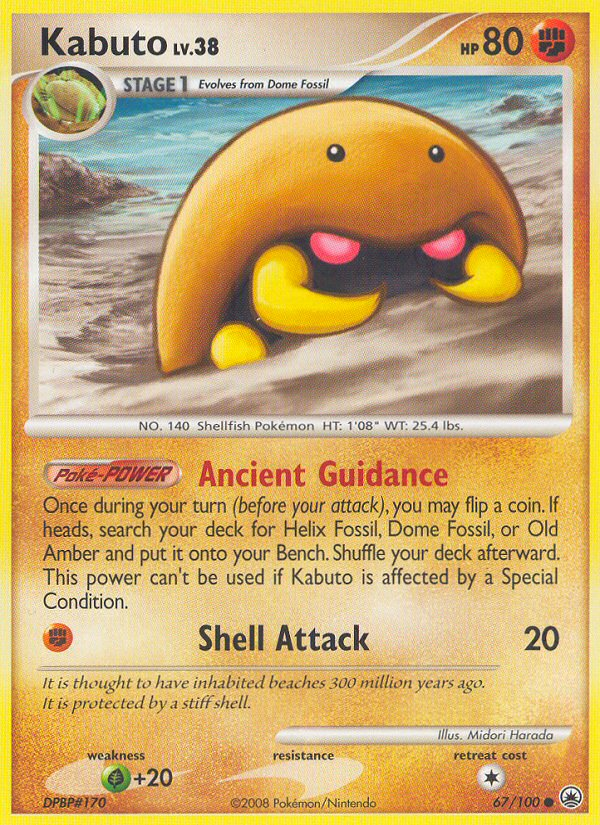 Kabuto LV.38 HP 80
STAGE 1 Evolves from Dome Fossil
NO. 140 Shellfish Pokémon HT: 1'08" WT: 25.4 lbs.
Poké-POWER Ancient Guidance
Once during your turn (before your attack), you may flip a coin. If
heads, search your deck for Helix Fossil, Dome Fossil, or Old
Amber and put it onto your Bench. Shuffle your deck afterward.
This power can't be used if Kabuto is affected by a Special
Condition.
Shell Attack 20
It is thought to have inhabited beaches 300 million years ago.
It is protected by a stiff shell.
Illus. Midori Harada
weakness resistance retreat cost
+20
DPBP#170 ©2008 Pokémon/Nintendo 67/100